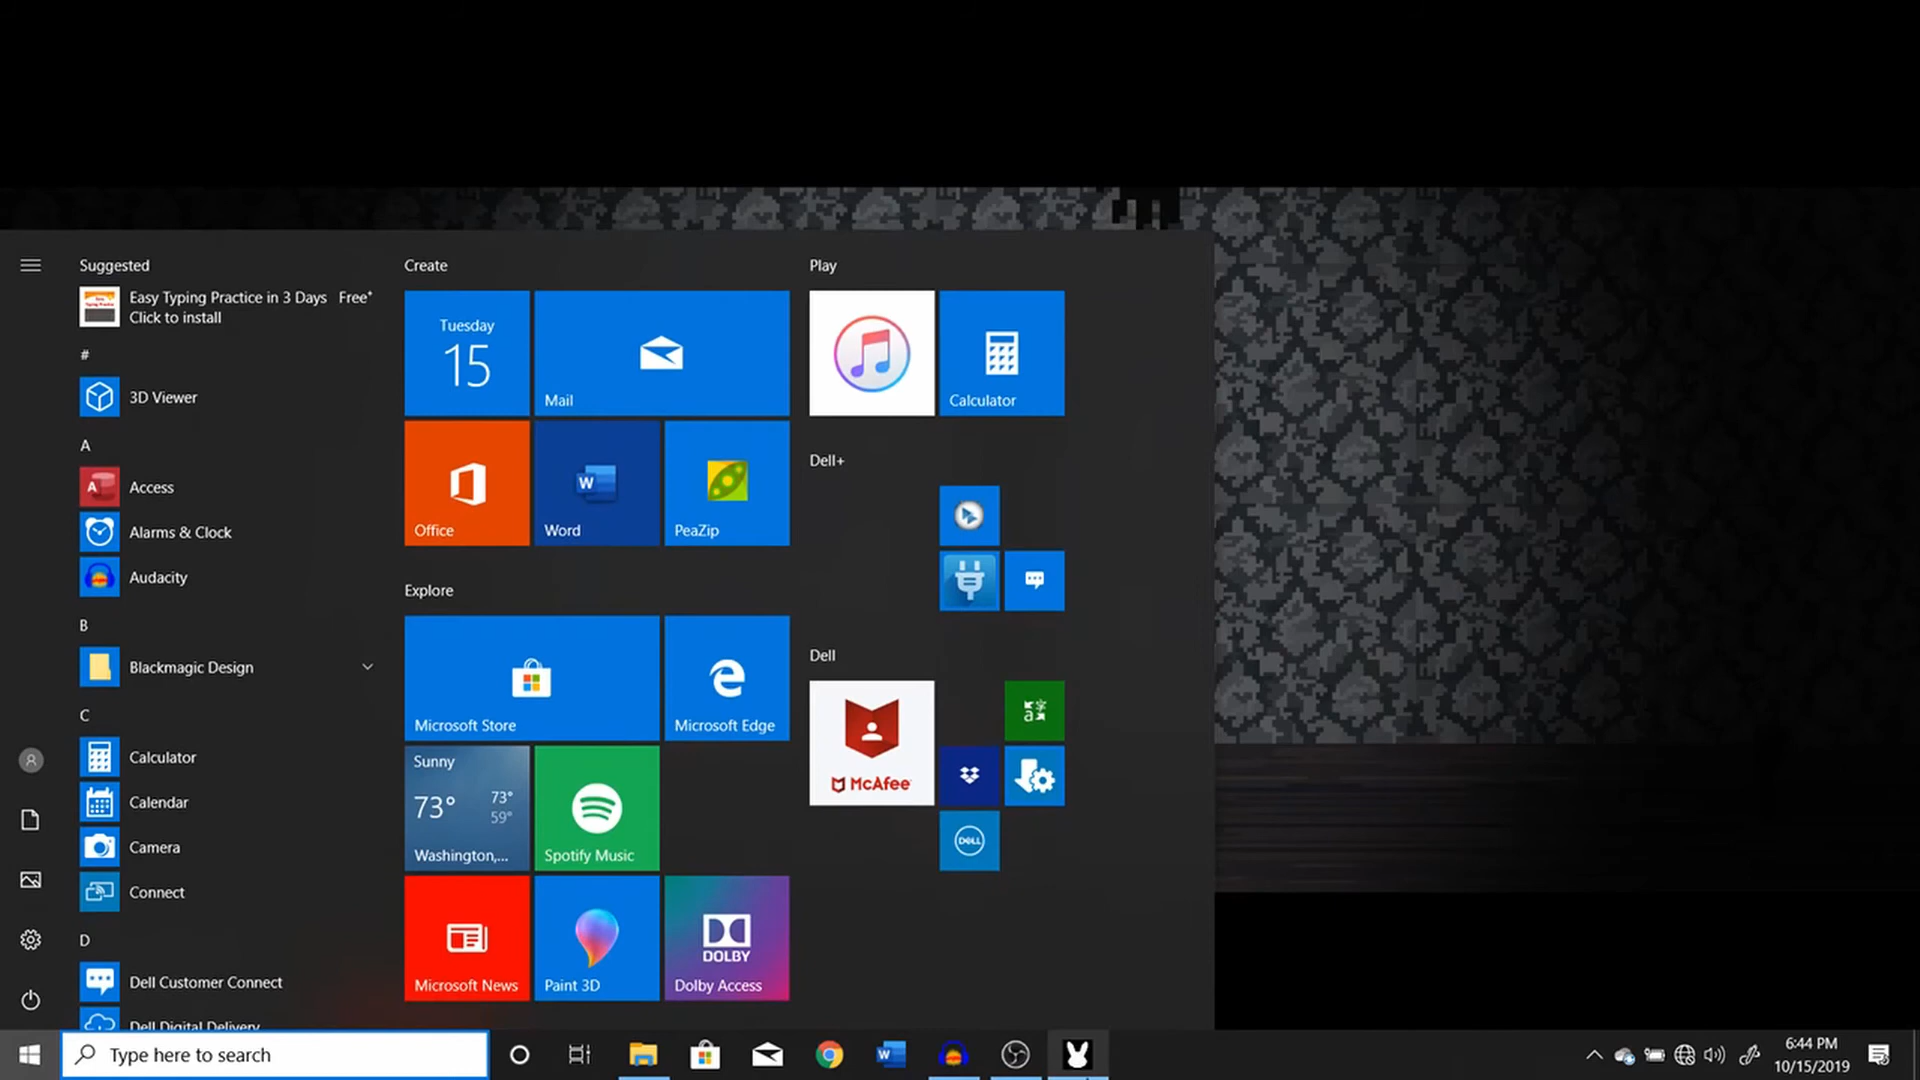 Suggested
Easy Typing Practice in 3 Days Free*
Click to install
#
3D Viewer
A
Access
Alarms & Clock
Audacity
B
Blackmagic Design
C
Calculator
Calendar
Camera
Connect
D
Dell Customer Connect
Dell Digital Delivery
Create
Tuesday
15
Mail
Office
Word
PeaZip
Explore
Microsoft Store
Microsoft Edge
Sunny
73°
73°
59°
Washington,...
Spotify Music
Microsoft News
Paint 3D
DOLBY
Dolby Access
Play
Calculator
Dell+
Dell
McAfee
DELL
Type here to search
6:44 PM
10/15/2019